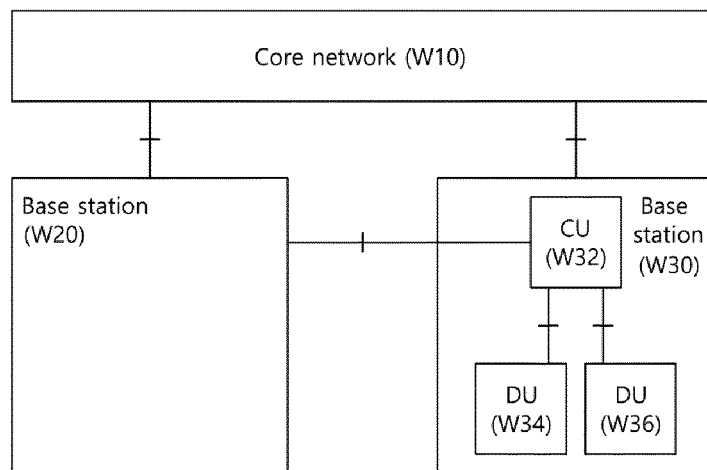 Core network (W10)
Base station
(W20)
CU
(W32)
Base
station
(W30)
DU
(W34)
DU
(W36)